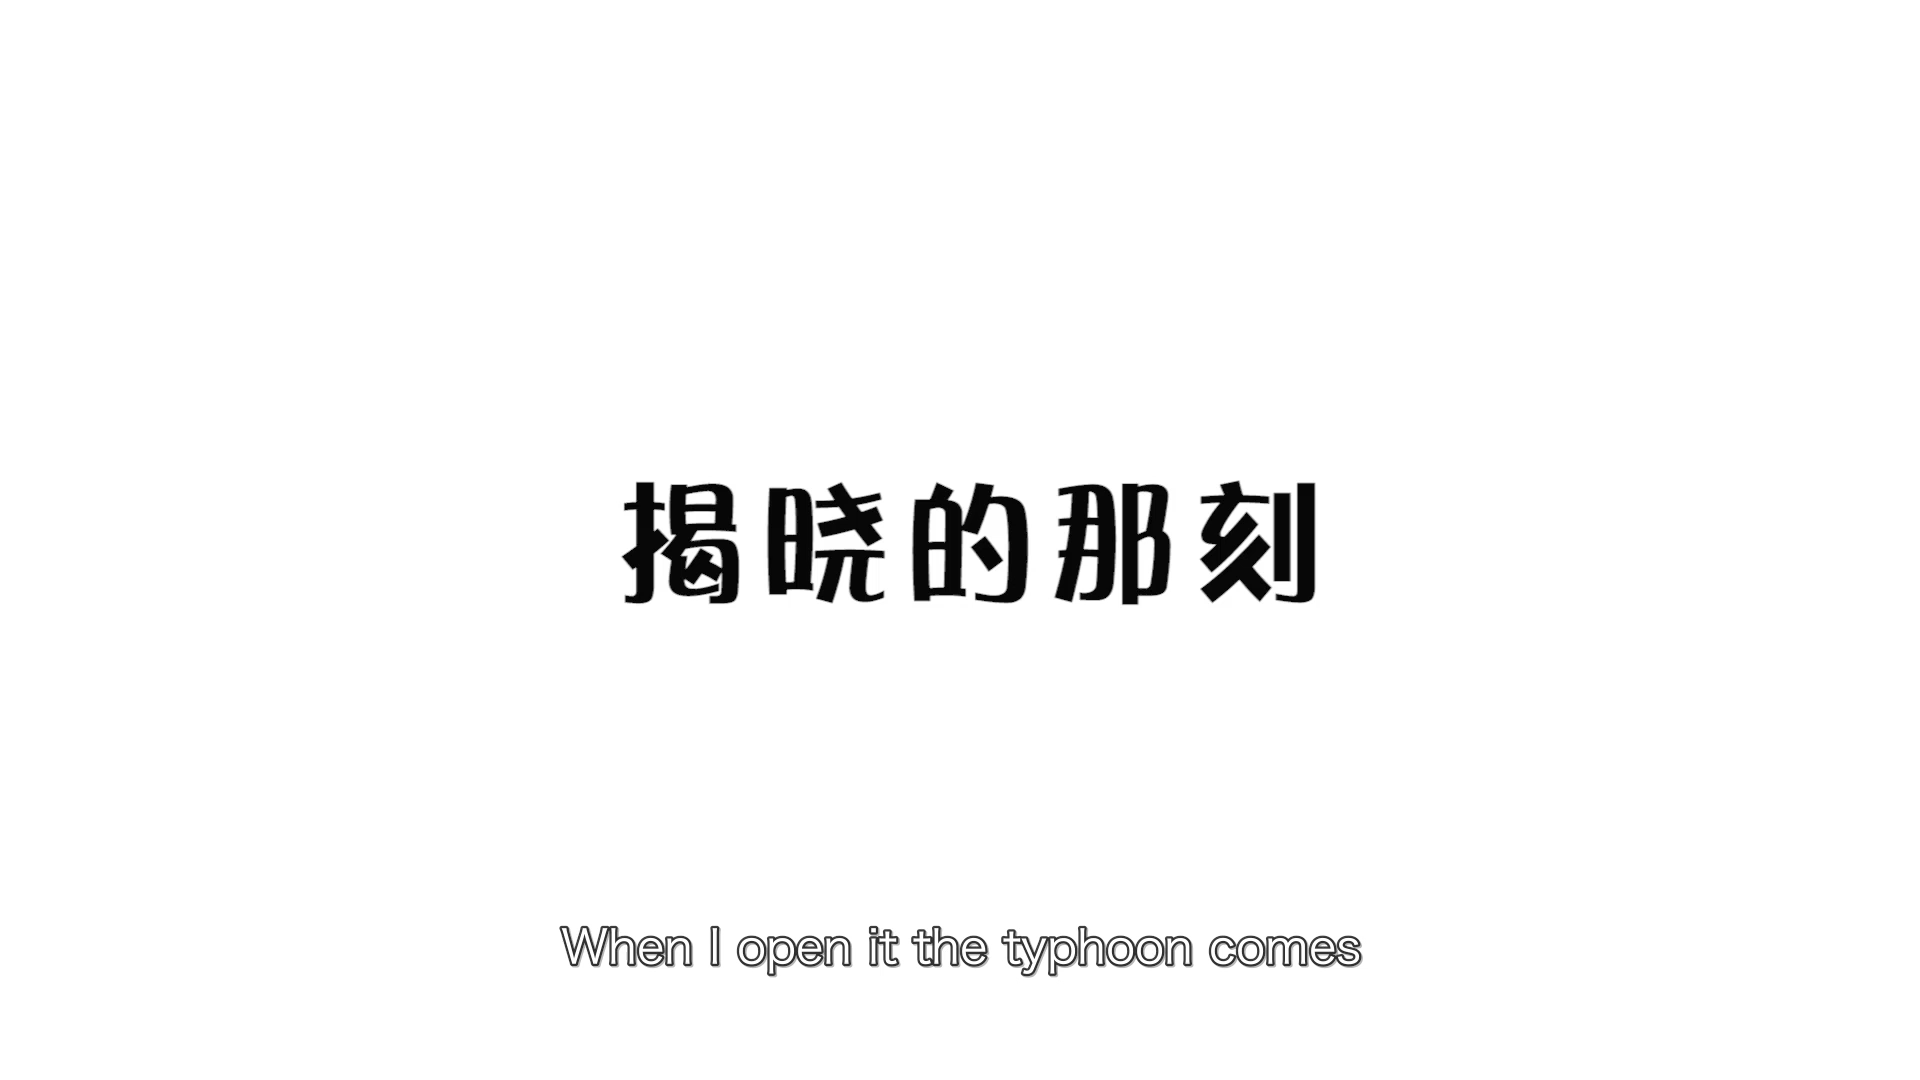 揭晓的那刻
When I open it the typhoon comes